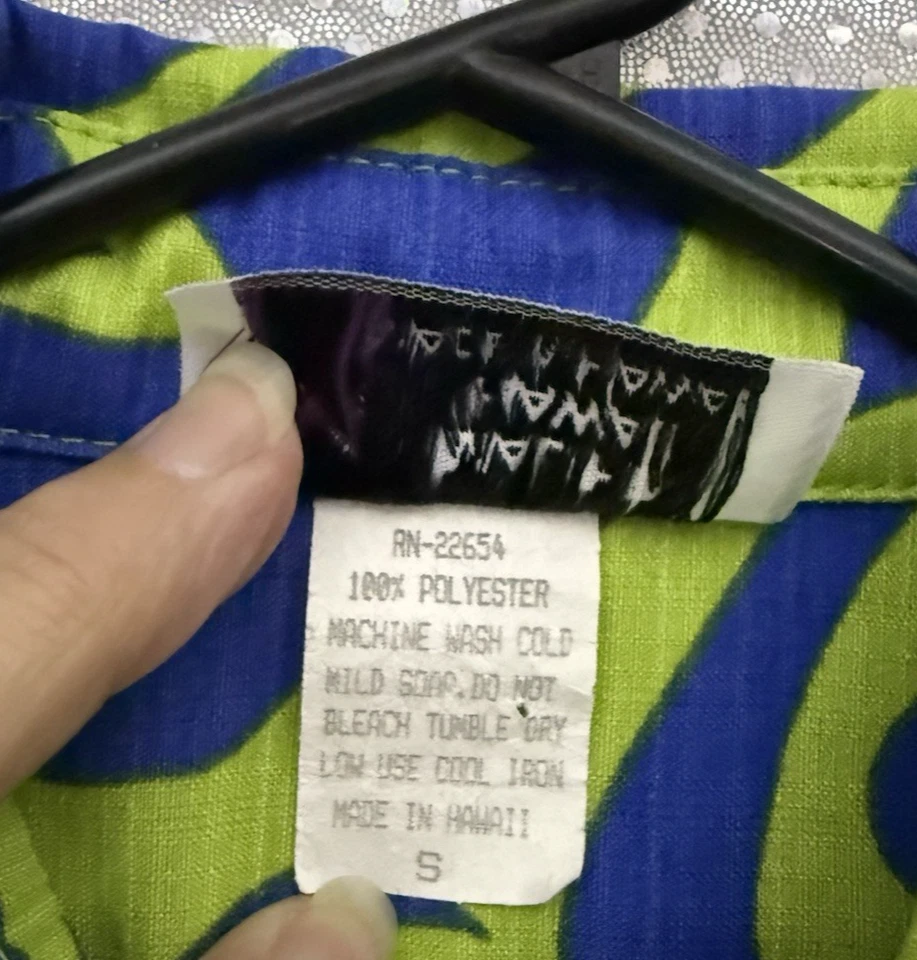 RN-22654
100% POLYESTER
MACHINE WASH COLD
MILD SOAP.DO NOT
BLEACH TUMBLE DRY
LOW USE COOL IRON
MADE IN HAWAII
S